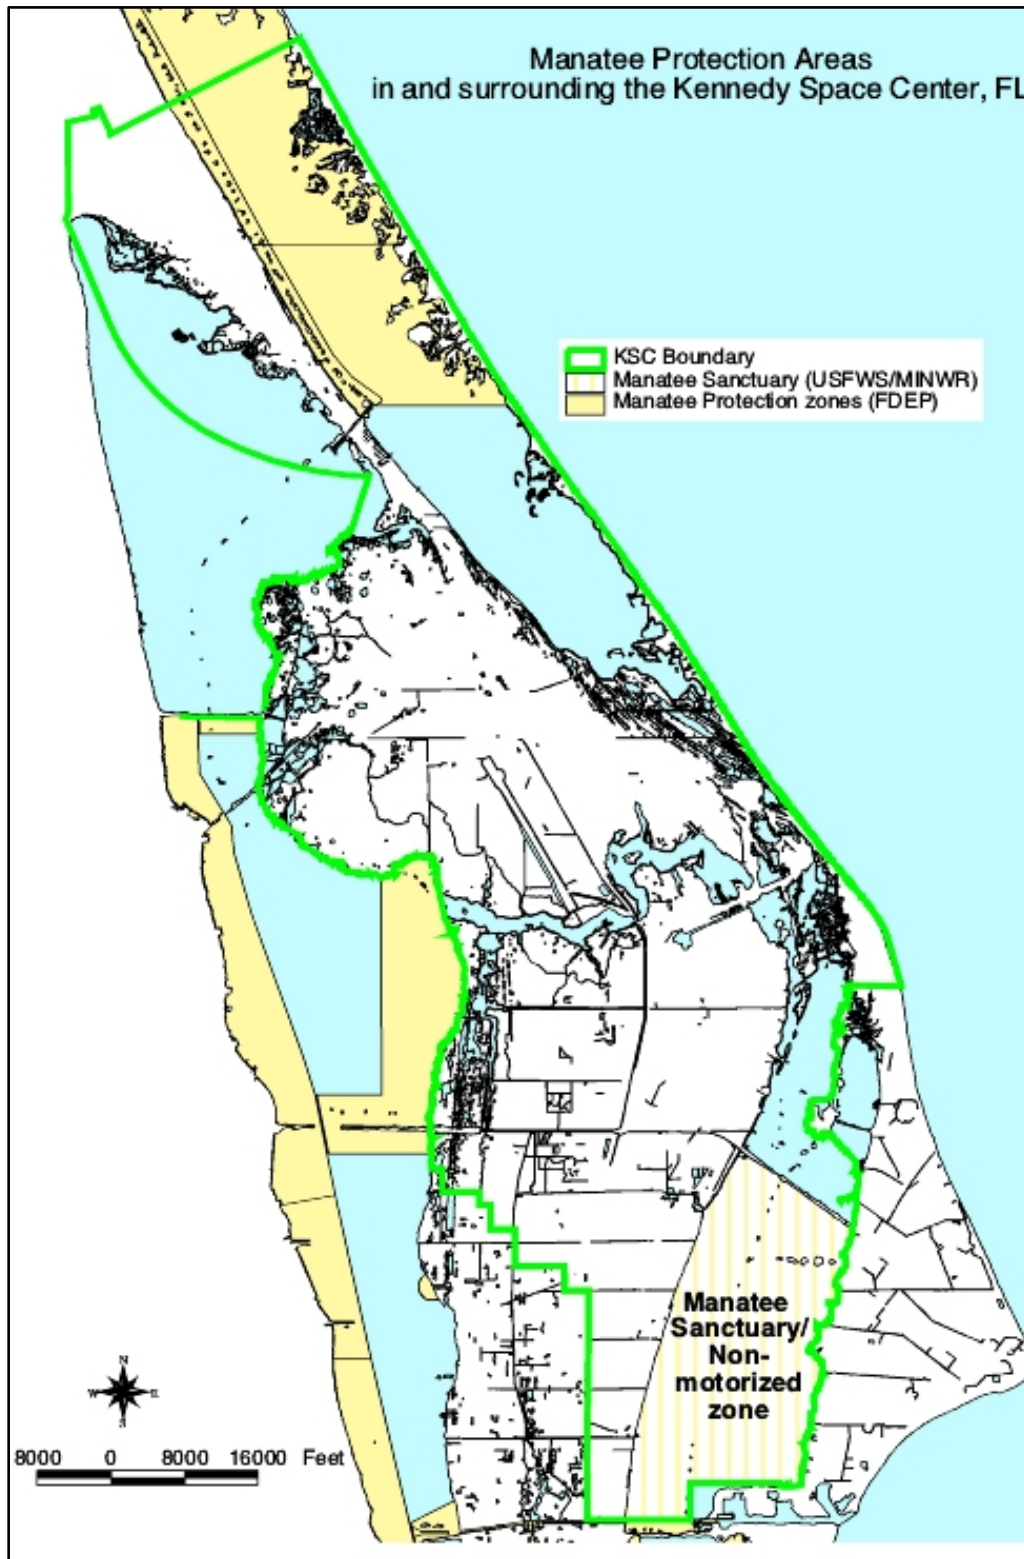 Manatee Protection Areas
in and surrounding the Kennedy Space Center, FL
KSC Boundary
Manatee Sanctuary (USFWS/MINWR)
Manatee Protection zones (FDEP)
Manatee
Sanctuary/
Non-
motorized
zone
N
W E
S
8000 0 8000 16000 Feet